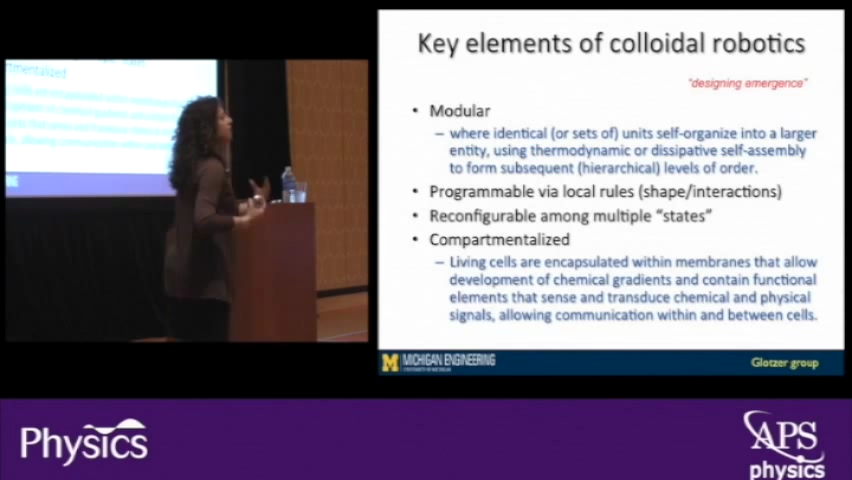 mpartmentalized
Key elements of colloidal robotics
"designing emergence"
• Modular
– where identical (or sets of) units self-organize into a larger
entity, using thermodynamic or dissipative self-assembly
to form subsequent (hierarchical) levels of order.
• Programmable via local rules (shape/interactions)
• Reconfigurable among multiple "states"
• Compartmentalized
– Living cells are encapsulated within membranes that allow
development of chemical gradients and contain functional
elements that sense and transduce chemical and physical
signals, allowing communication within and between cells.
M MICHIGAN ENGINEERING
UNIVERSITY OF MICHIGAN
Glotzer group
Physics
APS
physics